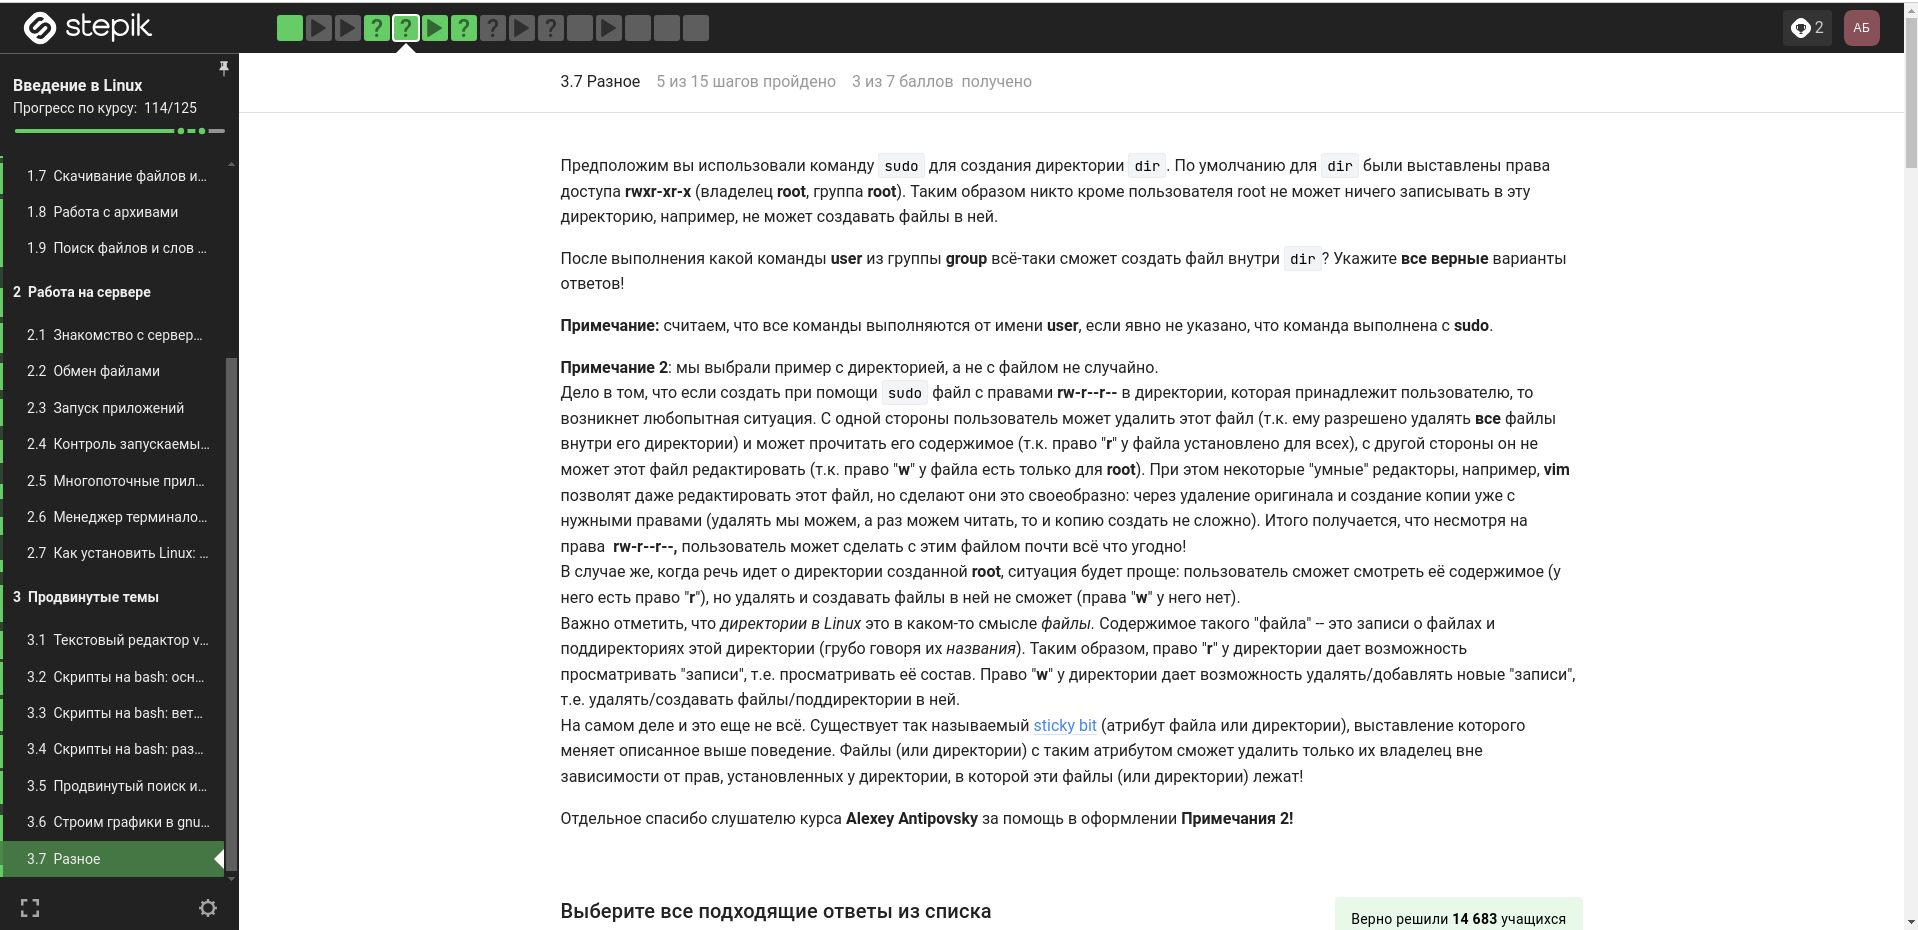 stepik
? ? ? ? ?
2
АБ
Введение в Linux
Прогресс по курсу: 114/125
1.7 Скачивание файлов и...
1.8 Работа с архивами
1.9 Поиск файлов и слов ...
2 Работа на сервере
2.1 Знакомство с сервер...
2.2 Обмен файлами
2.3 Запуск приложений
2.4 Контроль запускаемы...
2.5 Многопоточные прил...
2.6 Менеджер терминало...
2.7 Как установить Linux: ...
3 Продвинутые темы
3.1 Текстовый редактор v...
3.2 Скрипты на bash: осн...
3.3 Скрипты на bash: вет...
3.4 Скрипты на bash: раз...
3.5 Продвинутый поиск и...
3.6 Строим графики в gnu...
3.7 Разное
3.7 Разное 5 из 15 шагов пройдено 3 из 7 баллов получено
Предположим вы использовали команду sudo для создания директории dir. По умолчанию для dir были выставлены права
доступа rwxr-xr-x (владелец root, группа root). Таким образом никто кроме пользователя root не может ничего записывать в эту
директорию, например, не может создавать файлы в ней.
После выполнения какой команды user из группы group всё-таки сможет создать файл внутри dir? Укажите все верные варианты
ответов!
Примечание: считаем, что все команды выполняются от имени user, если явно не указано, что команда выполнена с sudo.
Примечание 2: мы выбрали пример с директорией, а не с файлом не случайно.
Дело в том, что если создать при помощи sudo файл с правами rw-r--r-- в директории, которая принадлежит пользователю, то
возникнет любопытная ситуация. С одной стороны пользователь может удалить этот файл (т.к. ему разрешено удалять все файлы
внутри его директории) и может прочитать его содержимое (т.к. право "r" у файла установлено для всех), с другой стороны он не
может этот файл редактировать (т.к. право "w" у файла есть только для root). При этом некоторые "умные" редакторы, например, vim
позволят даже редактировать этот файл, но сделают они это своеобразно: через удаление оригинала и создание копии уже с
нужными правами (удалять мы можем, а раз можем читать, то и копию создать не сложно). Итого получается, что несмотря на
права rw-r--r--, пользователь может сделать с этим файлом почти всё что угодно!
В случае же, когда речь идет о директории созданной root, ситуация будет проще: пользователь сможет смотреть её содержимое (у
него есть право "r"), но удалять и создавать файлы в ней не сможет (права "w" у него нет).
Важно отметить, что директории в Linux это в каком-то смысле файлы. Содержимое такого "файла" -- это записи о файлах и
поддиректориях этой директории (грубо говоря их названия). Таким образом, право "r" у директории дает возможность
просматривать "записи", т.е. просматривать её состав. Право "w" у директории дает возможность удалять/добавлять новые "записи",
т.е. удалять/создавать файлы/поддиректории в ней.
На самом деле и это еще не всё. Существует так называемый sticky bit (атрибут файла или директории), выставление которого
меняет описанное выше поведение. Файлы (или директории) с таким атрибутом сможет удалить только их владелец вне
зависимости от прав, установленных у директории, в которой эти файлы (или директории) лежат!
Отдельное спасибо слушателю курса Alexey Antipovsky за помощь в оформлении Примечания 2!
Выберите все подходящие ответы из списка
Верно решили 14 683 учащихся